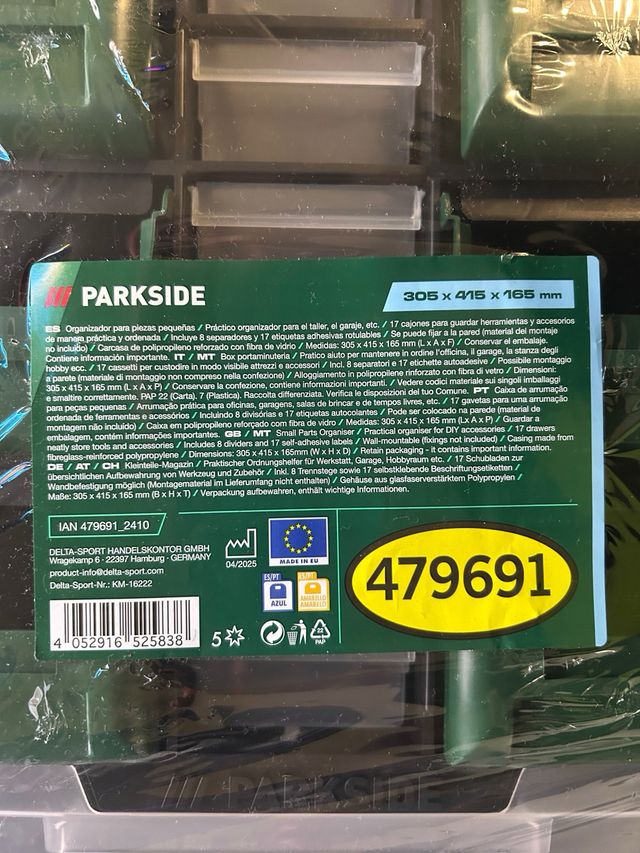 PARKSIDE
305 x 415 x 165 mm
ES Organizador para piezas pequeñas / Práctico organizador para el taller, el garaje, etc. / 17 cajones para guardar herramientas y accesorios
de manera práctica y ordenada / Incluye 8 separadores y 17 etiquetas adhesivas rotulables / Se puede fijar a la pared (material del montaje
no incluido) / Carcasa de polipropileno reforzado con fibra de vidrio / Medidas: 305 x 415 x 165 mm (L x A x F) / Conservar el embalaje.
Contiene información importante. IT / MT Box portaminuteria / Pratico aiuto per mantenere in ordine l'officina, il garage, la stanza degli
hobby ecc. / 17 cassetti per custodire in modo visibile attrezzi e accessori / Incl. 8 separatori e 17 etichette autoadesive / Possibile montaggio
a parete (materiale di montaggio non compreso nella confezione) / Alloggiamento in polipropilene rinforzato con fibra di vetro / Dimensioni:
305 x 415 x 165 mm (L x A x P) / Conservare la confezione, contiene informazioni importanti. / Vedere codici materiale su singoli imballaggi
e smaltire correttamente. PAP 22 (Carta). 7 (Plastica). Raccolta differenziata. Verifica le disposizioni del tuo Comune. PT Caixa de arrumação
para peças pequenas / Arrumação prática para oficinas, garagens, salas de brincar e de tempos livres, etc. / 17 gavetas para uma arrumação
ordenada de ferramentas e acessórios / Incluindo 8 divisórias e 17 etiquetas autocolantes / Pode ser colocado na parede (material de
montagem não incluído) / Caixa em polipropileno reforçado com fibra de vidro / Medidas: 305 x 415 x 165 mm (L x A x P) / Guardar a
embalagem, contém informações importantes. GB / MT Small Parts Organiser / Practical organiser for DIY accessories / 17 drawers
neatly store tools and accessories / Includes 8 dividers and 17 self-adhesive labels / Wall-mountable (fixings not included) / Casing made from
fibreglass-reinforced polypropylene / Dimensions: 305 x 415 x 165mm (W x H x D) / Retain packaging - it contains important information.
DE / AT / CH Kleinteile-Magazin / Praktischer Ordnungshelfer für Werkstatt, Garage, Hobbyraum etc. / 17 Schubladen zur
übersichtlichen Aufbewahrung von Werkzeug und Zubehör / Inkl. 8 Trennstege sowie 17 selbstklebende Beschriftungsetiketten /
Wandbefestigung möglich (Montagematerial im Lieferumfang nicht enthalten) / Gehäuse aus glasfaserverstärktem Polypropylen /
Maße: 305 x 415 x 165 mm (B x H x T) / Verpackung aufbewahren, enthält wichtige Informationen.
IAN 479691_2410
DELTA-SPORT HANDELSKONTOR GMBH
Wragekamp 6 · 22397 Hamburg · GERMANY
product-info@delta-sport.com
Delta-Sport-Nr.: KM-16222
04/2025
MADE IN EU
ES/PT
AZUL
ES/PT
AMARILLO
AMARELO
479691
4 052916 525838
5
22
PAP
PARKSIDE